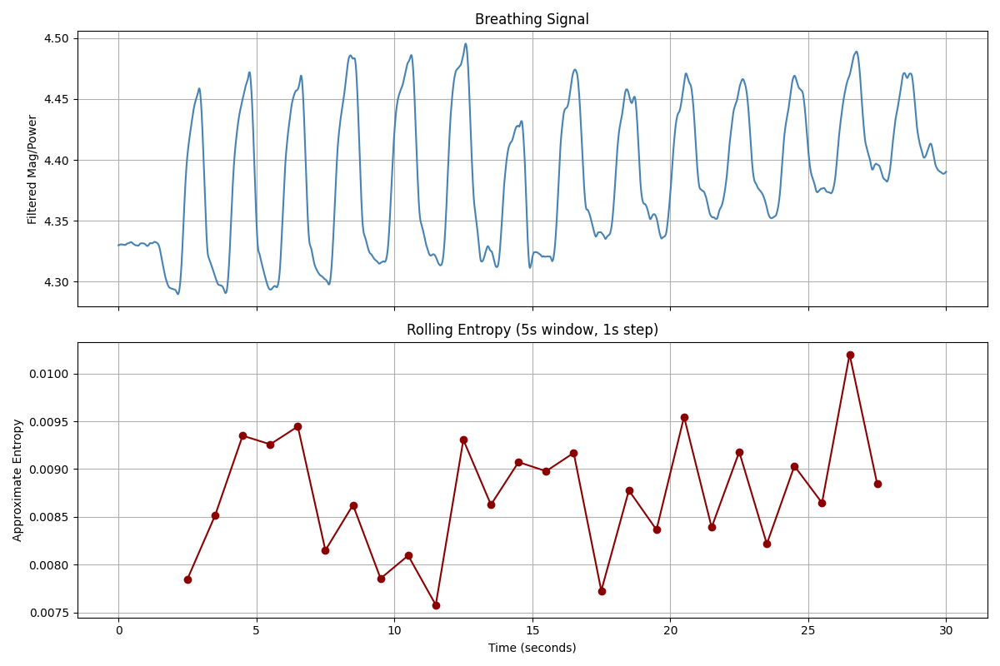 Breathing Signal
Filtered Mag/Power
4.50
4.45
4.40
4.35
4.30
Rolling Entropy (5s window, 1s step)
Approximate Entropy
0.0100
0.0095
0.0090
0.0085
0.0080
0.0075
0 5 10 15 20 25 30
Time (seconds)